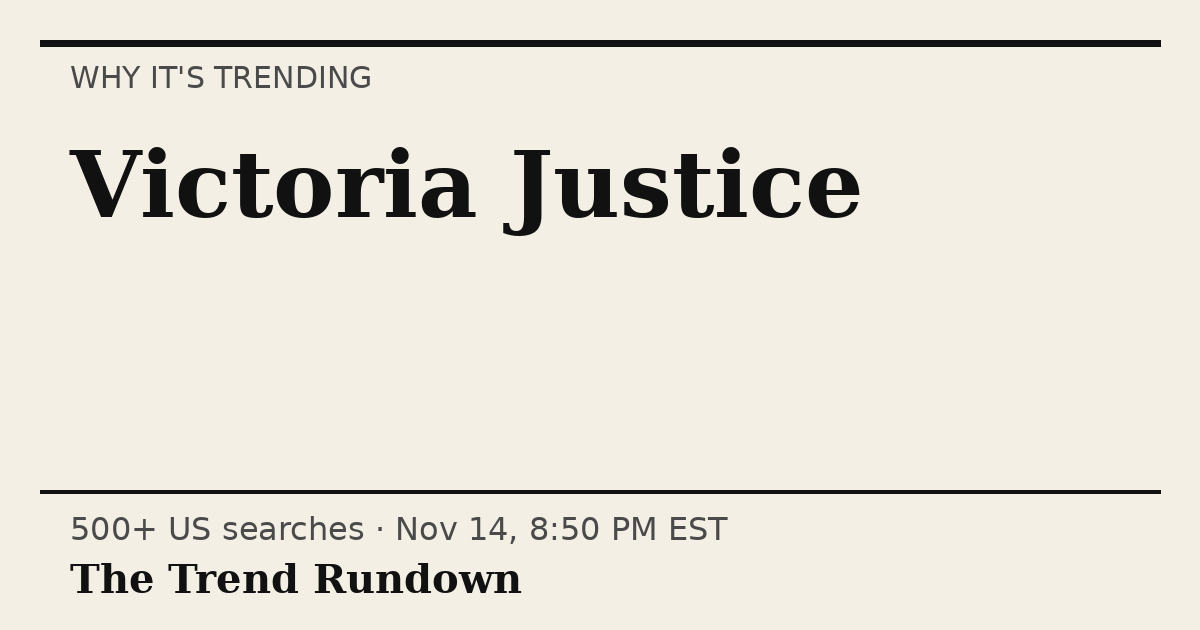 WHY IT'S TRENDING
Victoria Justice
500+ US searches · Nov 14, 8:50 PM EST
The Trend Rundown